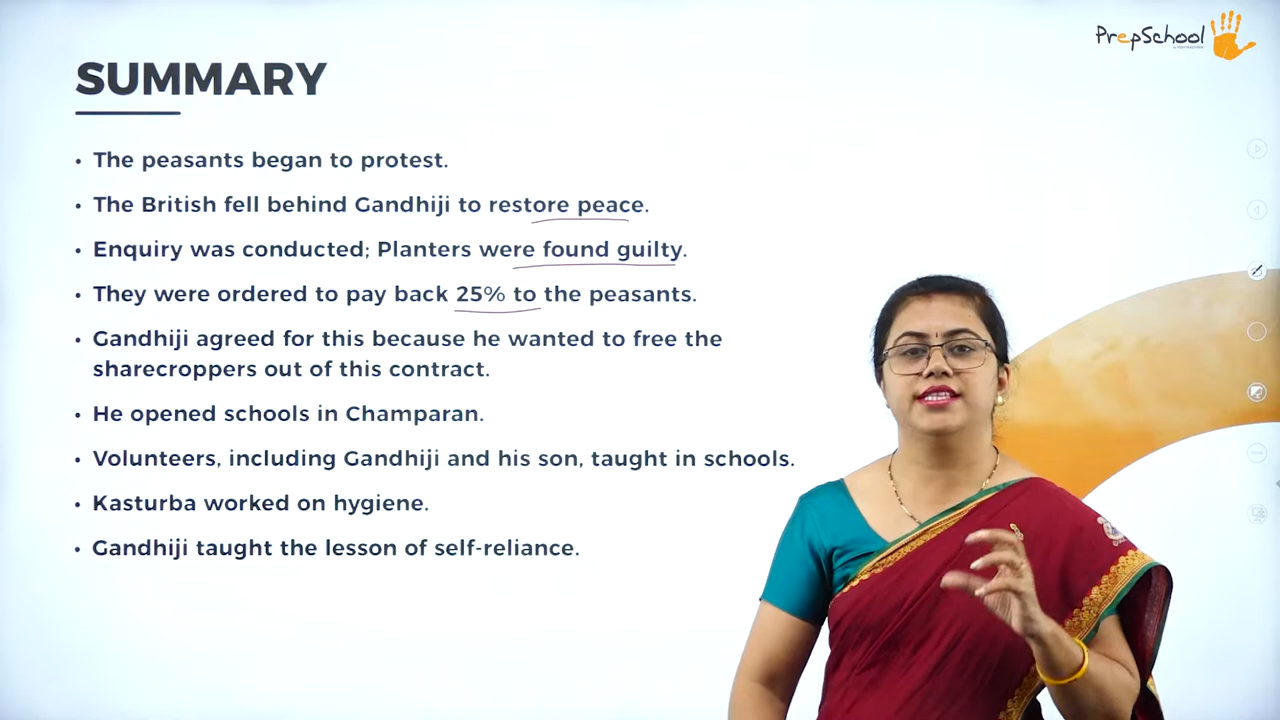 PrepSchool
SUMMARY
• The peasants began to protest.
• The British fell behind Gandhiji to restore peace.
• Enquiry was conducted; Planters were found guilty.
• They were ordered to pay back 25% to the peasants.
• Gandhiji agreed for this because he wanted to free the
sharecroppers out of this contract.
• He opened schools in Champaran.
• Volunteers, including Gandhiji and his son, taught in schools.
• Kasturba worked on hygiene.
• Gandhiji taught the lesson of self-reliance.